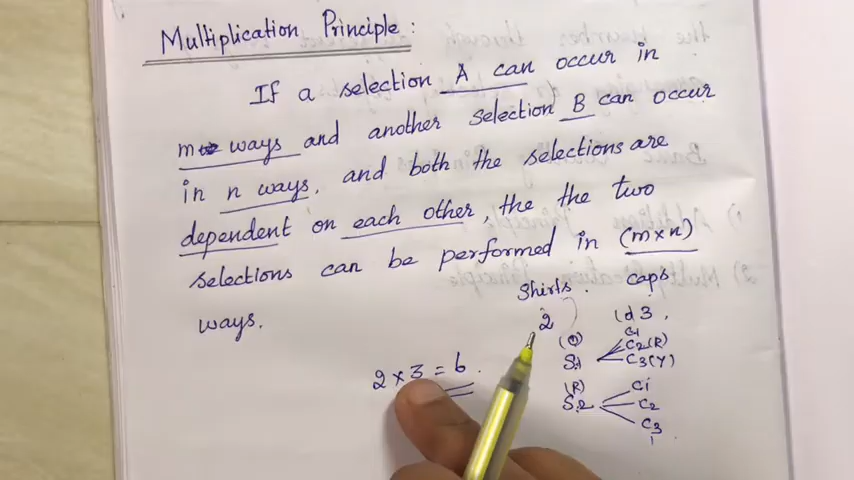 Multiplication Principle :
If a selection A can occur in
m ways and another selection B can occur
in n ways, and both the selections are
dependent on each other, the the two
selections can be performed in (m×n)
ways.
Shirts. caps
2 3,
C1
S1 C2(R)
C3(Y)
(R) C1
S2 C2
C3
2 × 3 = 6.